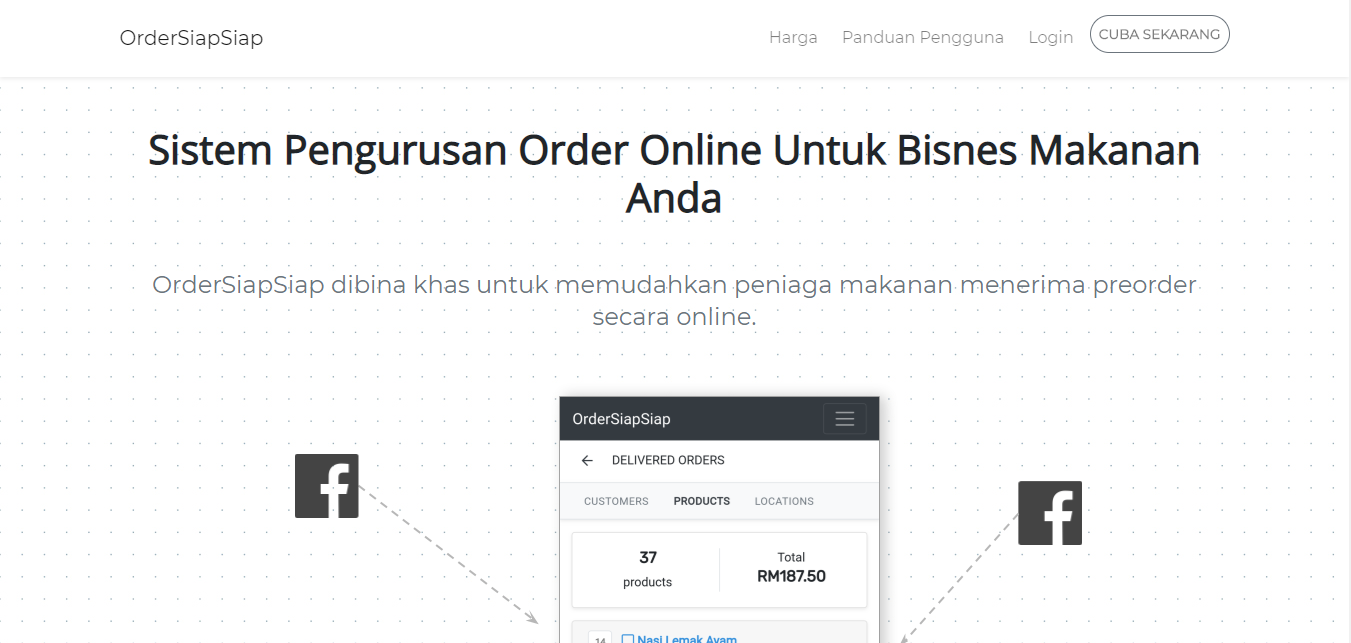 OrderSiapSiap
Harga Panduan Pengguna Login CUBA SEKARANG
Sistem Pengurusan Order Online Untuk Bisnes Makanan
Anda
OrderSiapSiap dibina khas untuk memudahkan peniaga makanan menerima preorder
secara online.
OrderSiapSiap
DELIVERED ORDERS
CUSTOMERS PRODUCTS LOCATIONS
37
products
Total
RM187.50
14 Nasi Lemak Ayam